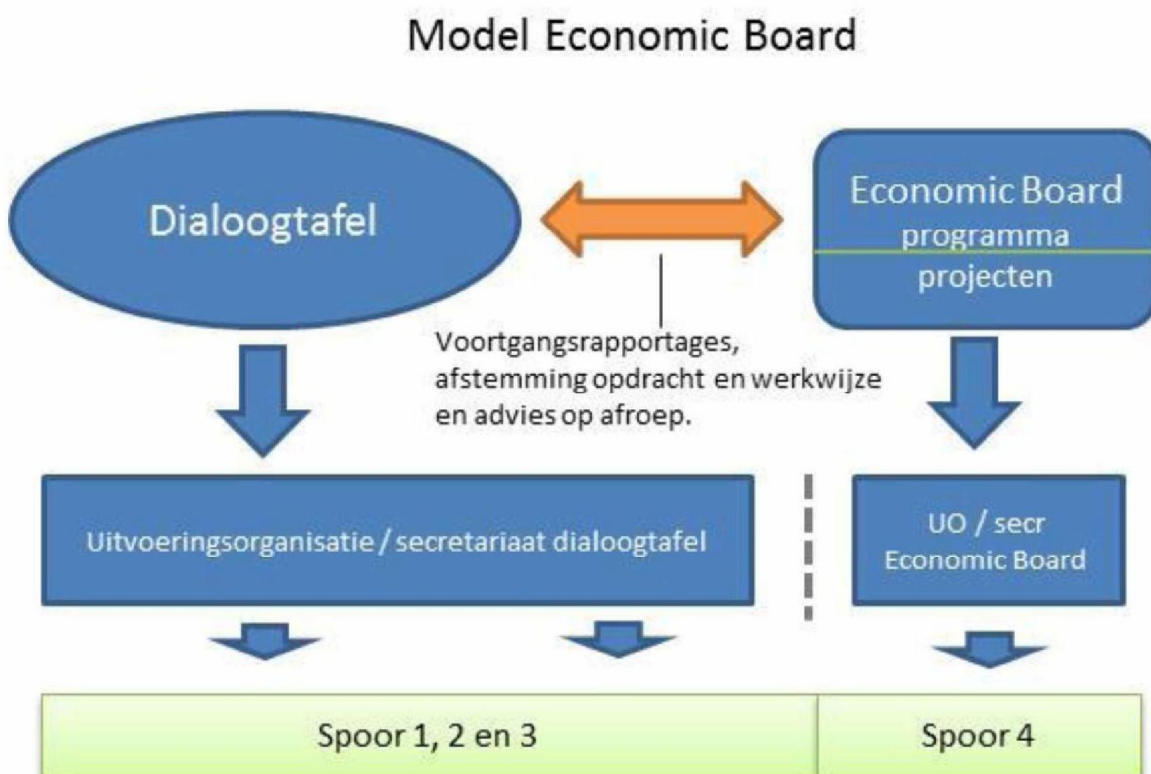 Model Economic Board
Dialoogtafel
Economic Board
programma
projecten
Voortgangsrapportages,
afstemming opdracht en werkwijze
en advies op afroep.
Uitvoeringsorganisatie / secretariaat dialoogtafel
UO / secr
Economic Board
Spoor 1, 2 en 3
Spoor 4